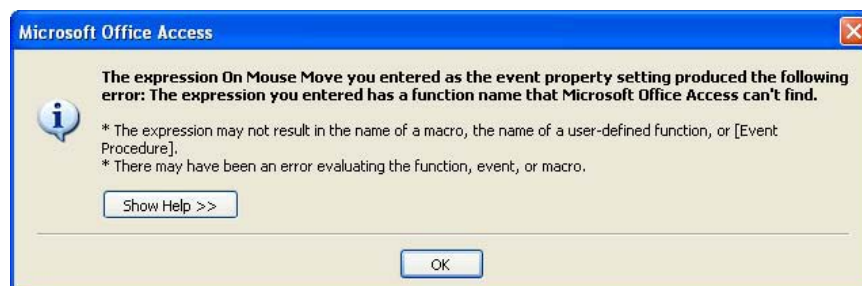 Microsoft Office Access
The expression On Mouse Move you entered as the event property setting produced the following
error: The expression you entered has a function name that Microsoft Office Access can't find.
* The expression may not result in the name of a macro, the name of a user-defined function, or [Event
Procedure].
* There may have been an error evaluating the function, event, or macro.
Show Help >>
OK